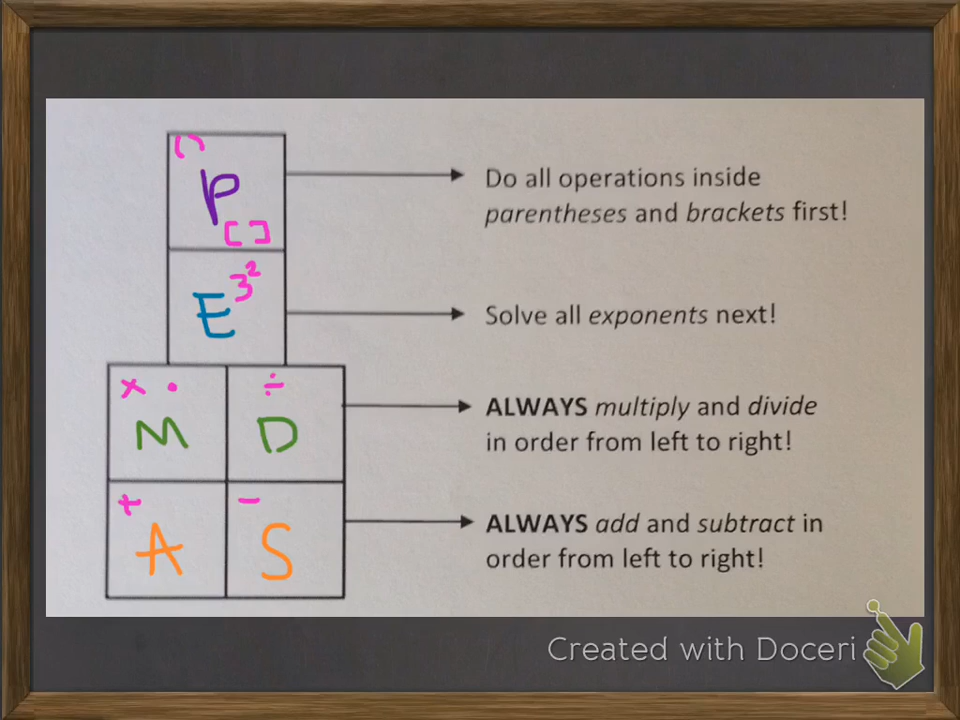 ( )
P
[ ]
Do all operations inside
parentheses and brackets first!
E 3²
Solve all exponents next!
× • ÷
M D
ALWAYS multiply and divide
in order from left to right!
+ −
A S
ALWAYS add and subtract in
order from left to right!
Created with Doceri